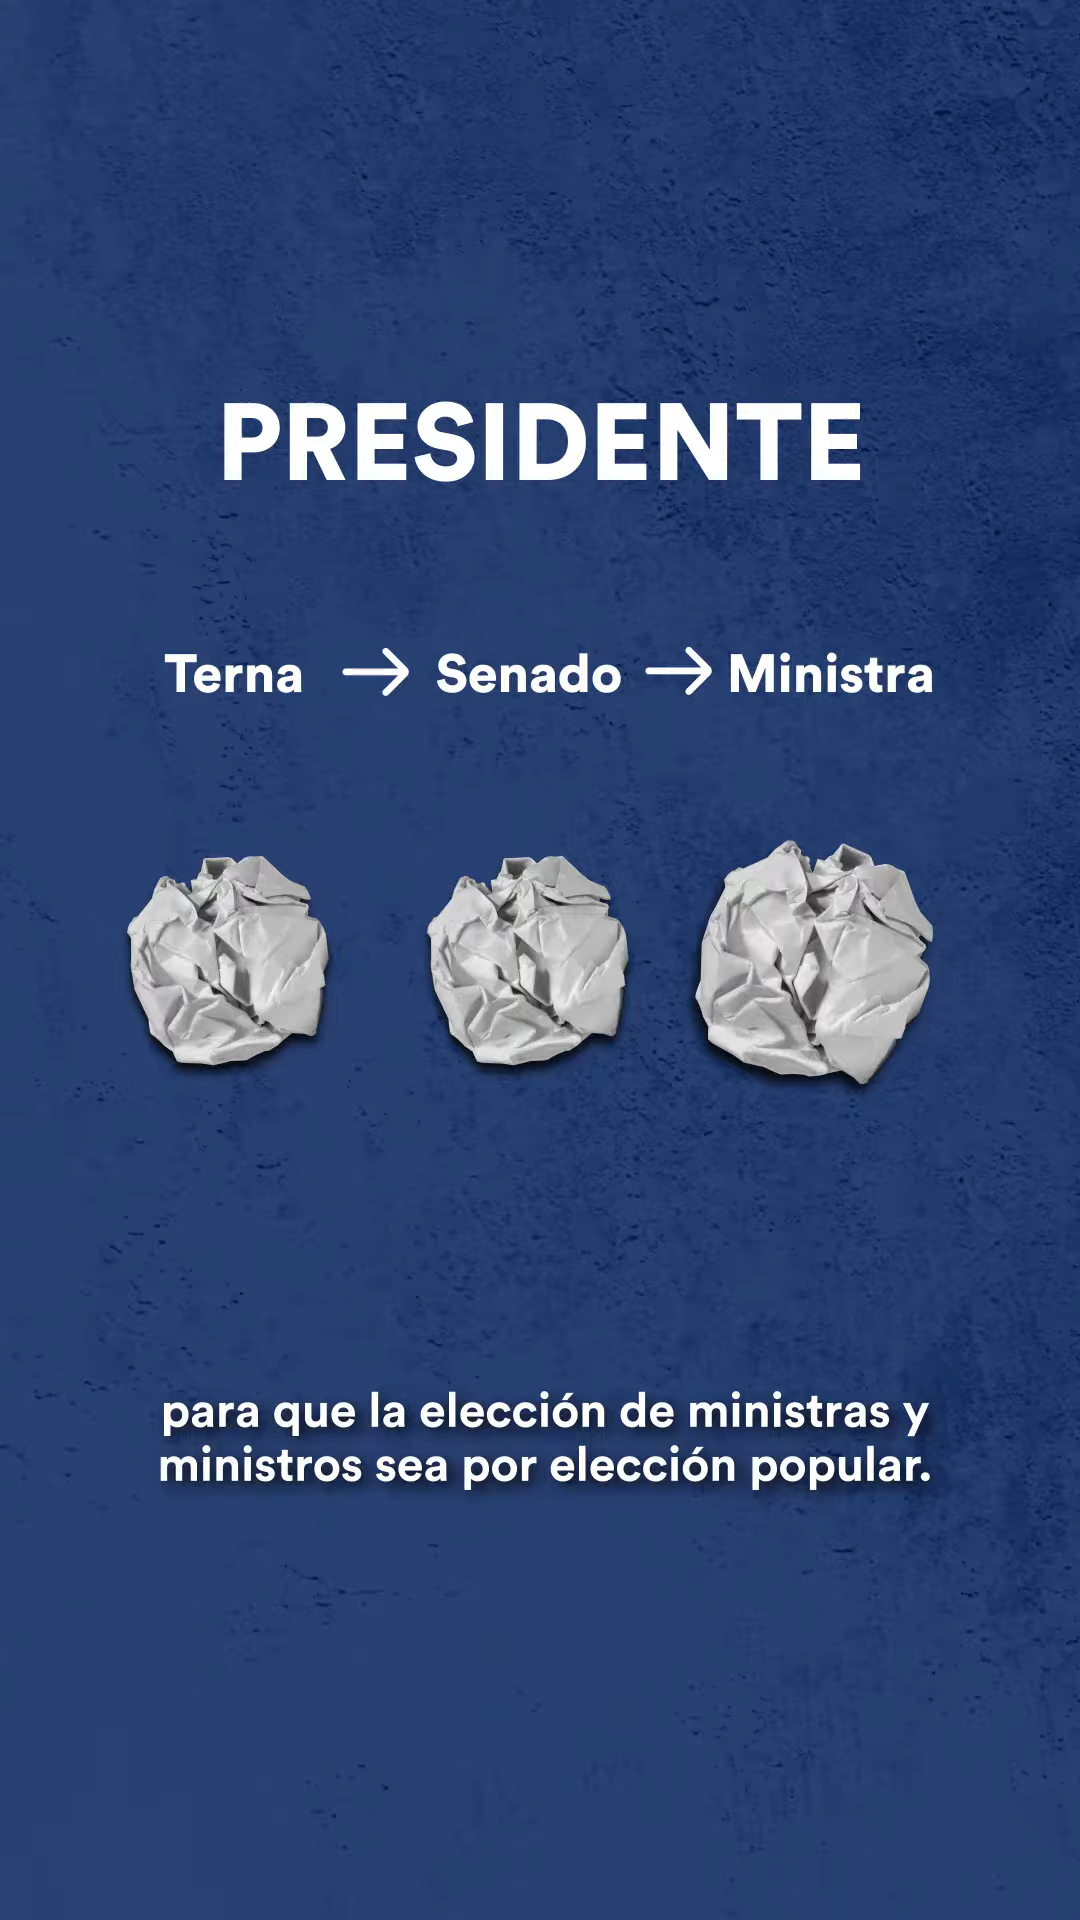 PRESIDENTE
Terna → Senado → Ministra
para que la elección de ministras y
ministros sea por elección popular.